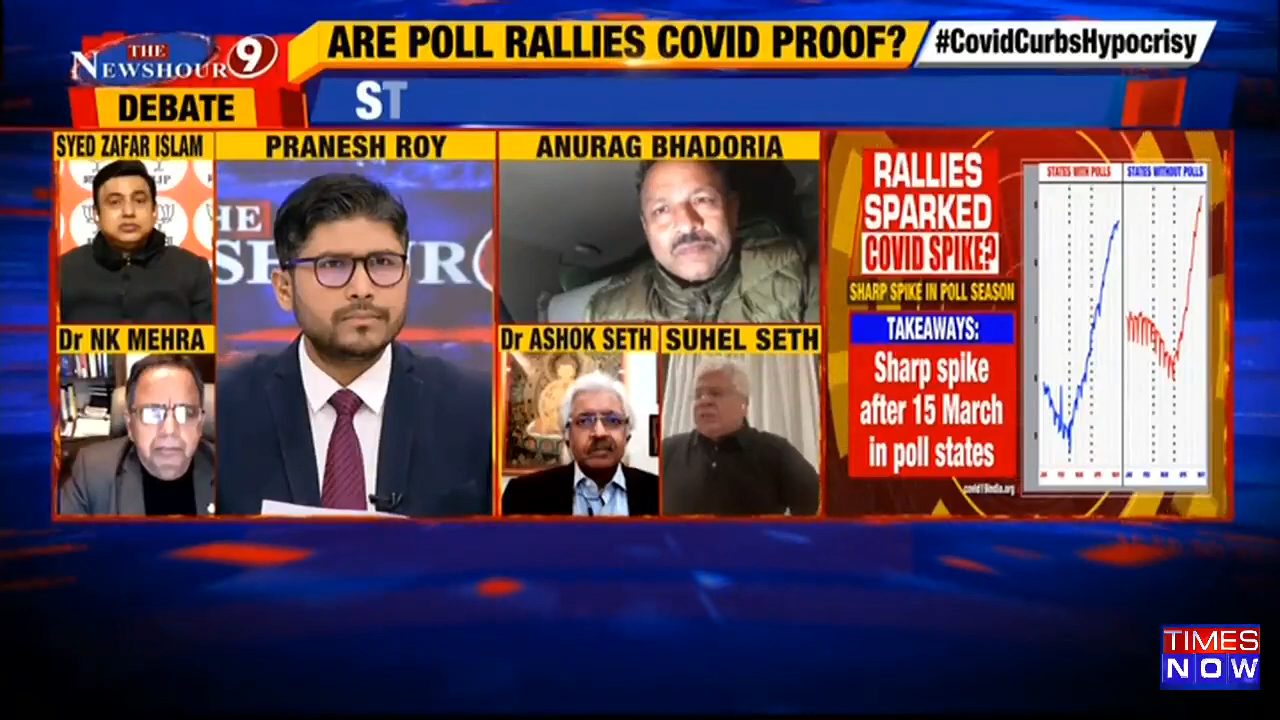 THE
NEWSHOUR 9
DEBATE
ARE POLL RALLIES COVID PROOF?
#CovidCurbsHypocrisy
ST
SYED ZAFAR ISLAM
PRANESH ROY
ANURAG BHADORIA
Dr NK MEHRA
Dr ASHOK SETH
SUHEL SETH
RALLIES
SPARKED
COVID SPIKE?
SHARP SPIKE IN POLL SEASON
TAKEAWAYS:
Sharp spike
after 15 March
in poll states
covid19india.org
STATES WITH POLLS
STATES WITHOUT POLLS
TIMES
NOW